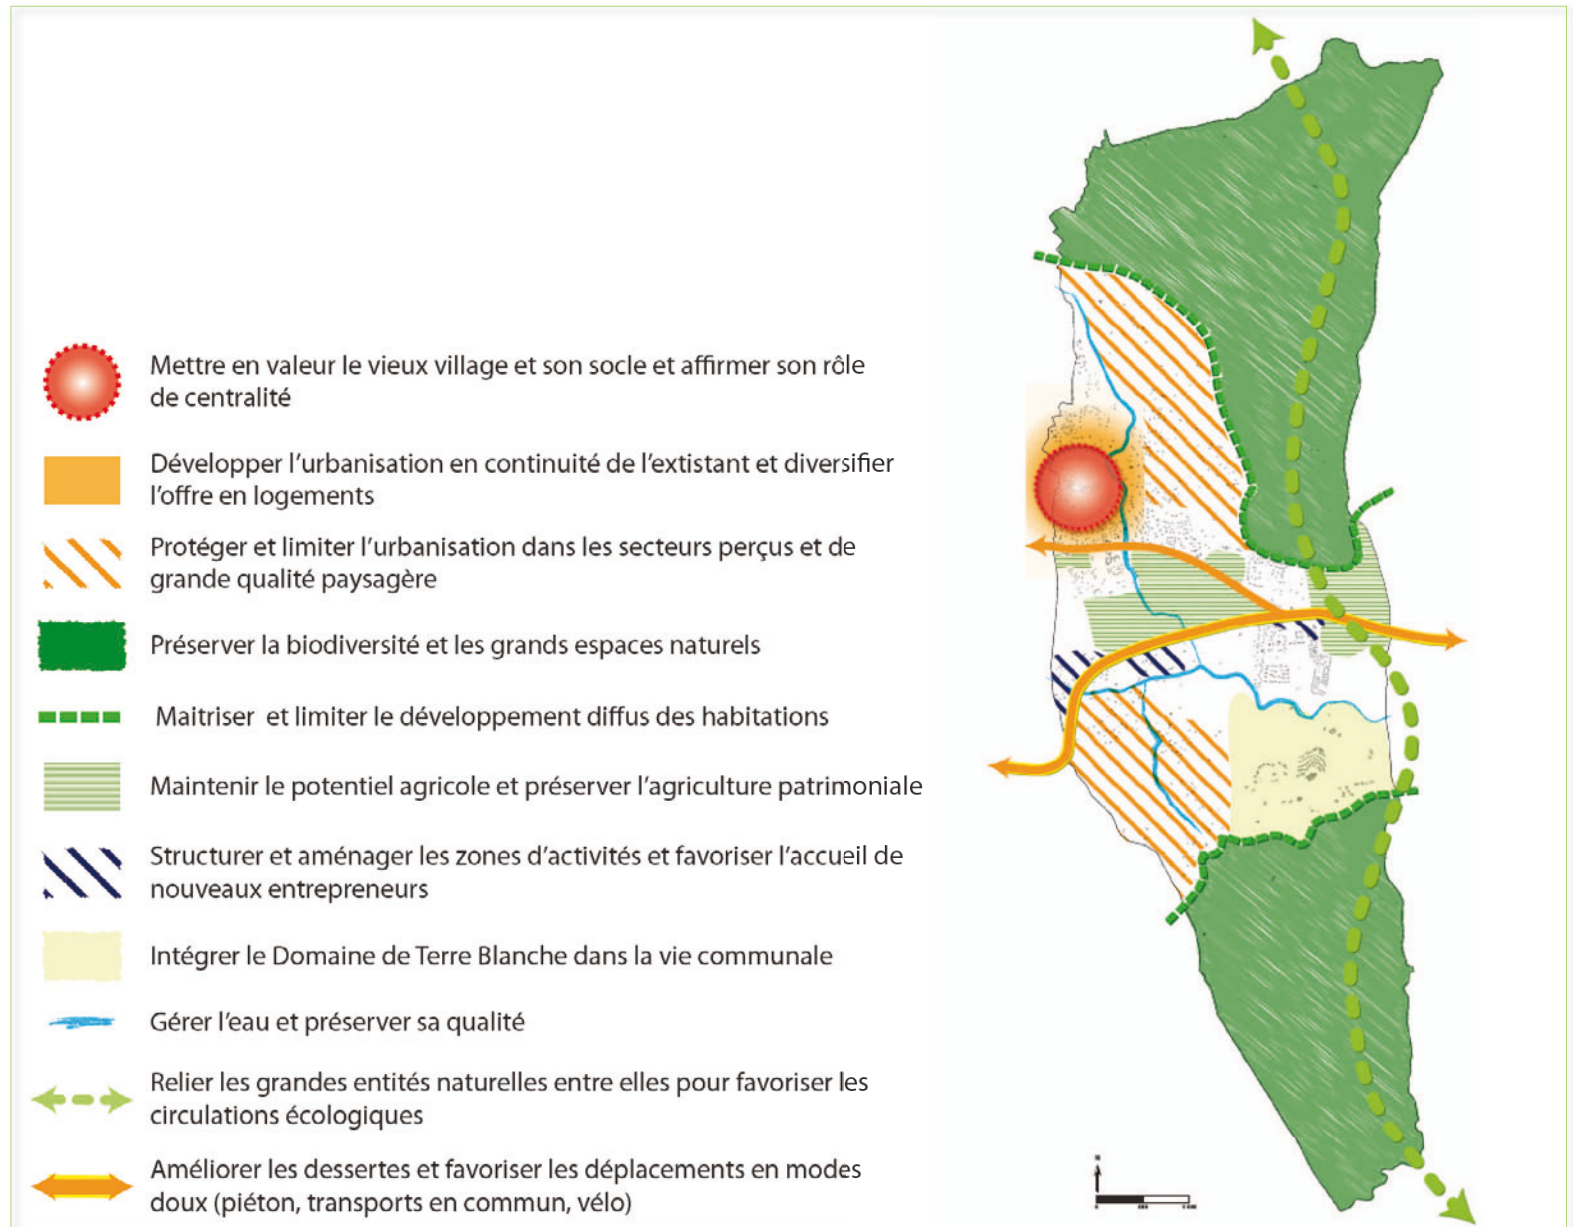 Mettre en valeur le vieux village et son socle et affirmer son rôle
de centralité
Développer l'urbanisation en continuité de l'extistant et diversifier
l'offre en logements
Protéger et limiter l'urbanisation dans les secteurs perçus et de
grande qualité paysagère
Préserver la biodiversité et les grands espaces naturels
Maitriser et limiter le développement diffus des habitations
Maintenir le potentiel agricole et préserver l'agriculture patrimoniale
Structurer et aménager les zones d'activités et favoriser l'accueil de
nouveaux entrepreneurs
Intégrer le Domaine de Terre Blanche dans la vie communale
Gérer l'eau et préserver sa qualité
Relier les grandes entités naturelles entre elles pour favoriser les
circulations écologiques
Améliorer les dessertes et favoriser les déplacements en modes
doux (piéton, transports en commun, vélo)
N